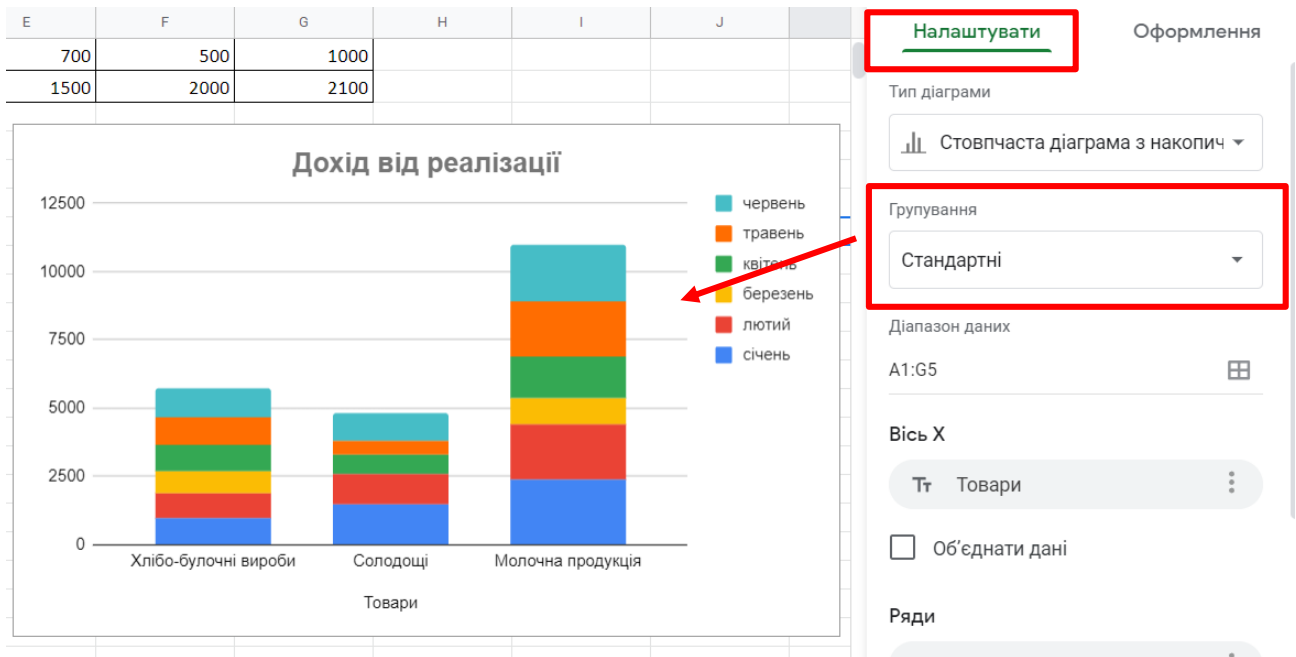 E F G H I J
700 500 1000
1500 2000 2100
Дохід від реалізації
12500
10000
7500
5000
2500
0
червень
травень
квітень
березень
лютий
січень
Хлібо-булочні вироби Солодощі Молочна продукція
Товари
Налаштувати Оформлення
Тип діаграми
Стовпчаста діаграма з накопич
Групування
Стандартні
Діапазон даних
A1:G5
Вісь X
Тт Товари
Об’єднати дані
Ряди